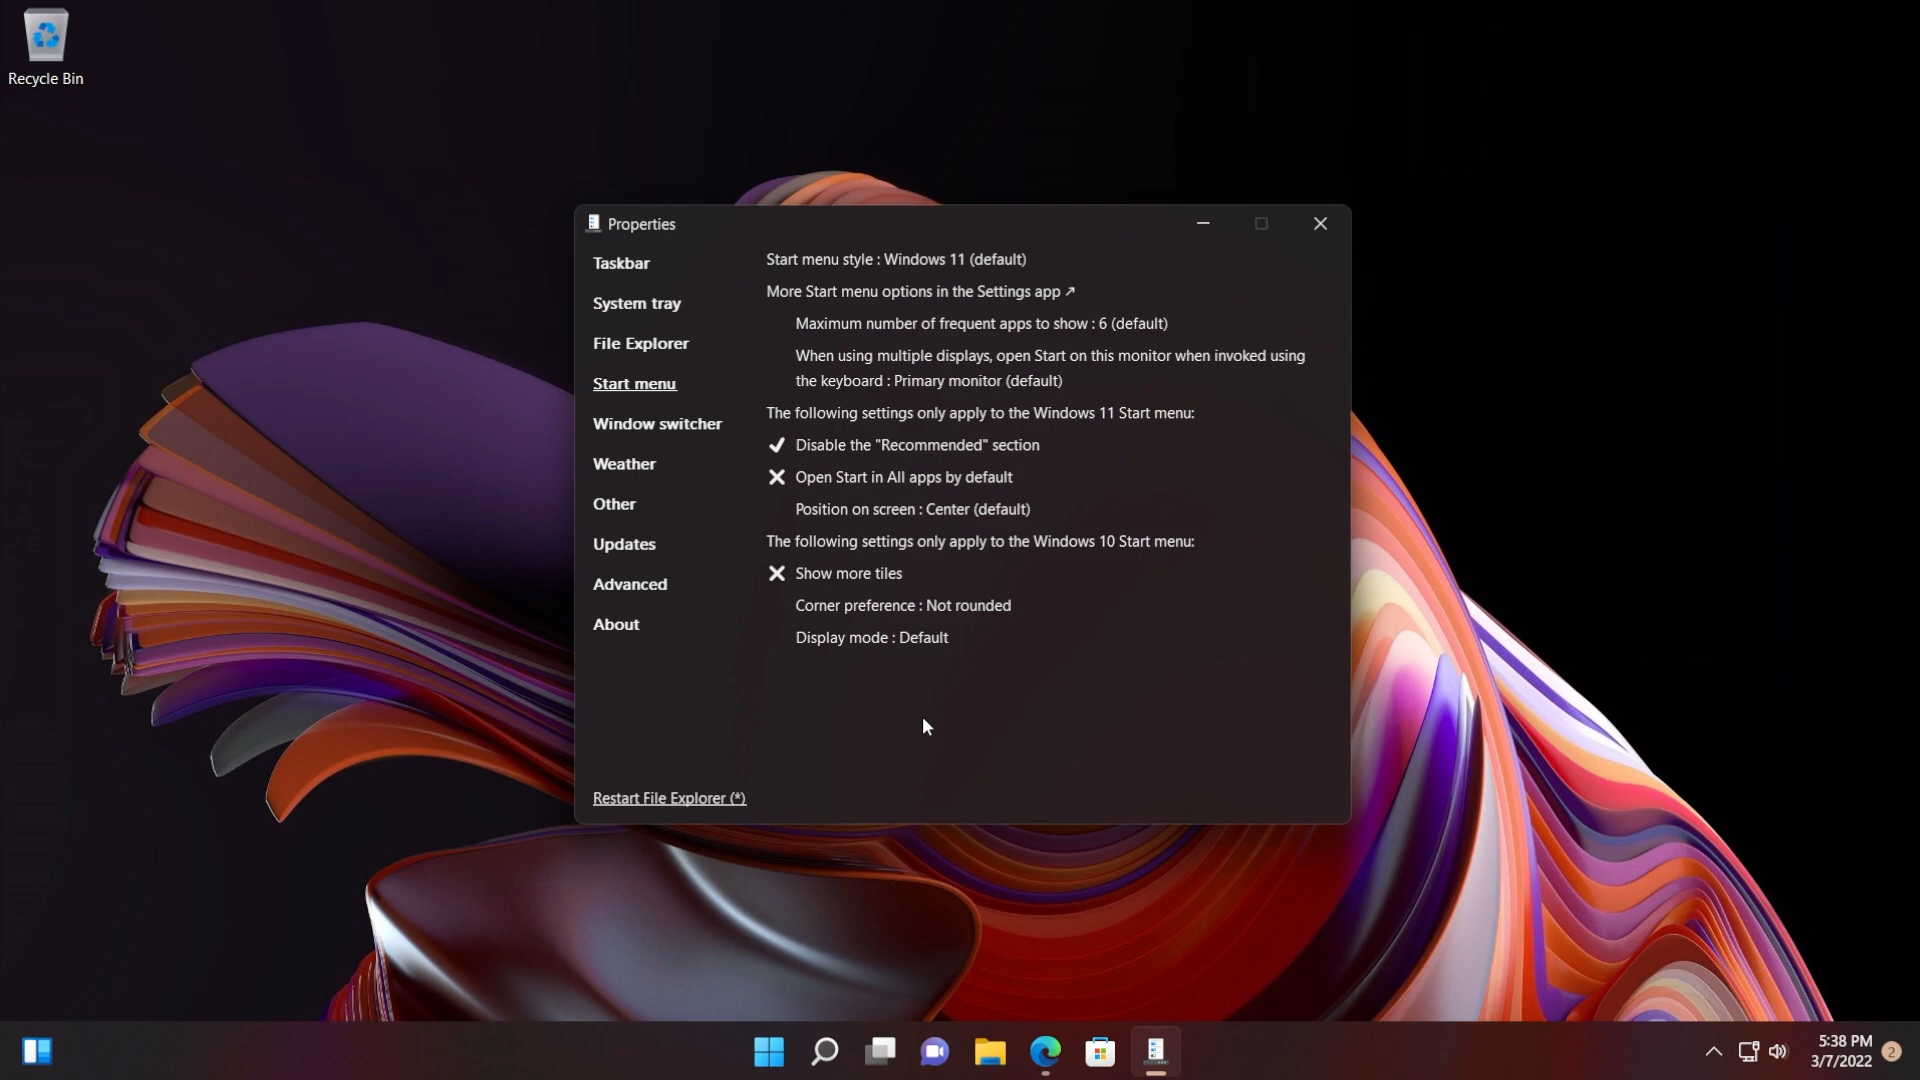 Recycle Bin
Properties
Taskbar
System tray
File Explorer
Start menu
Window switcher
Weather
Other
Updates
Advanced
About
Restart File Explorer (*)
Start menu style : Windows 11 (default)
More Start menu options in the Settings app ↗
Maximum number of frequent apps to show : 6 (default)
When using multiple displays, open Start on this monitor when invoked using
the keyboard : Primary monitor (default)
The following settings only apply to the Windows 11 Start menu:
Disable the "Recommended" section
Open Start in All apps by default
Position on screen : Center (default)
The following settings only apply to the Windows 10 Start menu:
Show more tiles
Corner preference : Not rounded
Display mode : Default
5:38 PM
3/7/2022
2